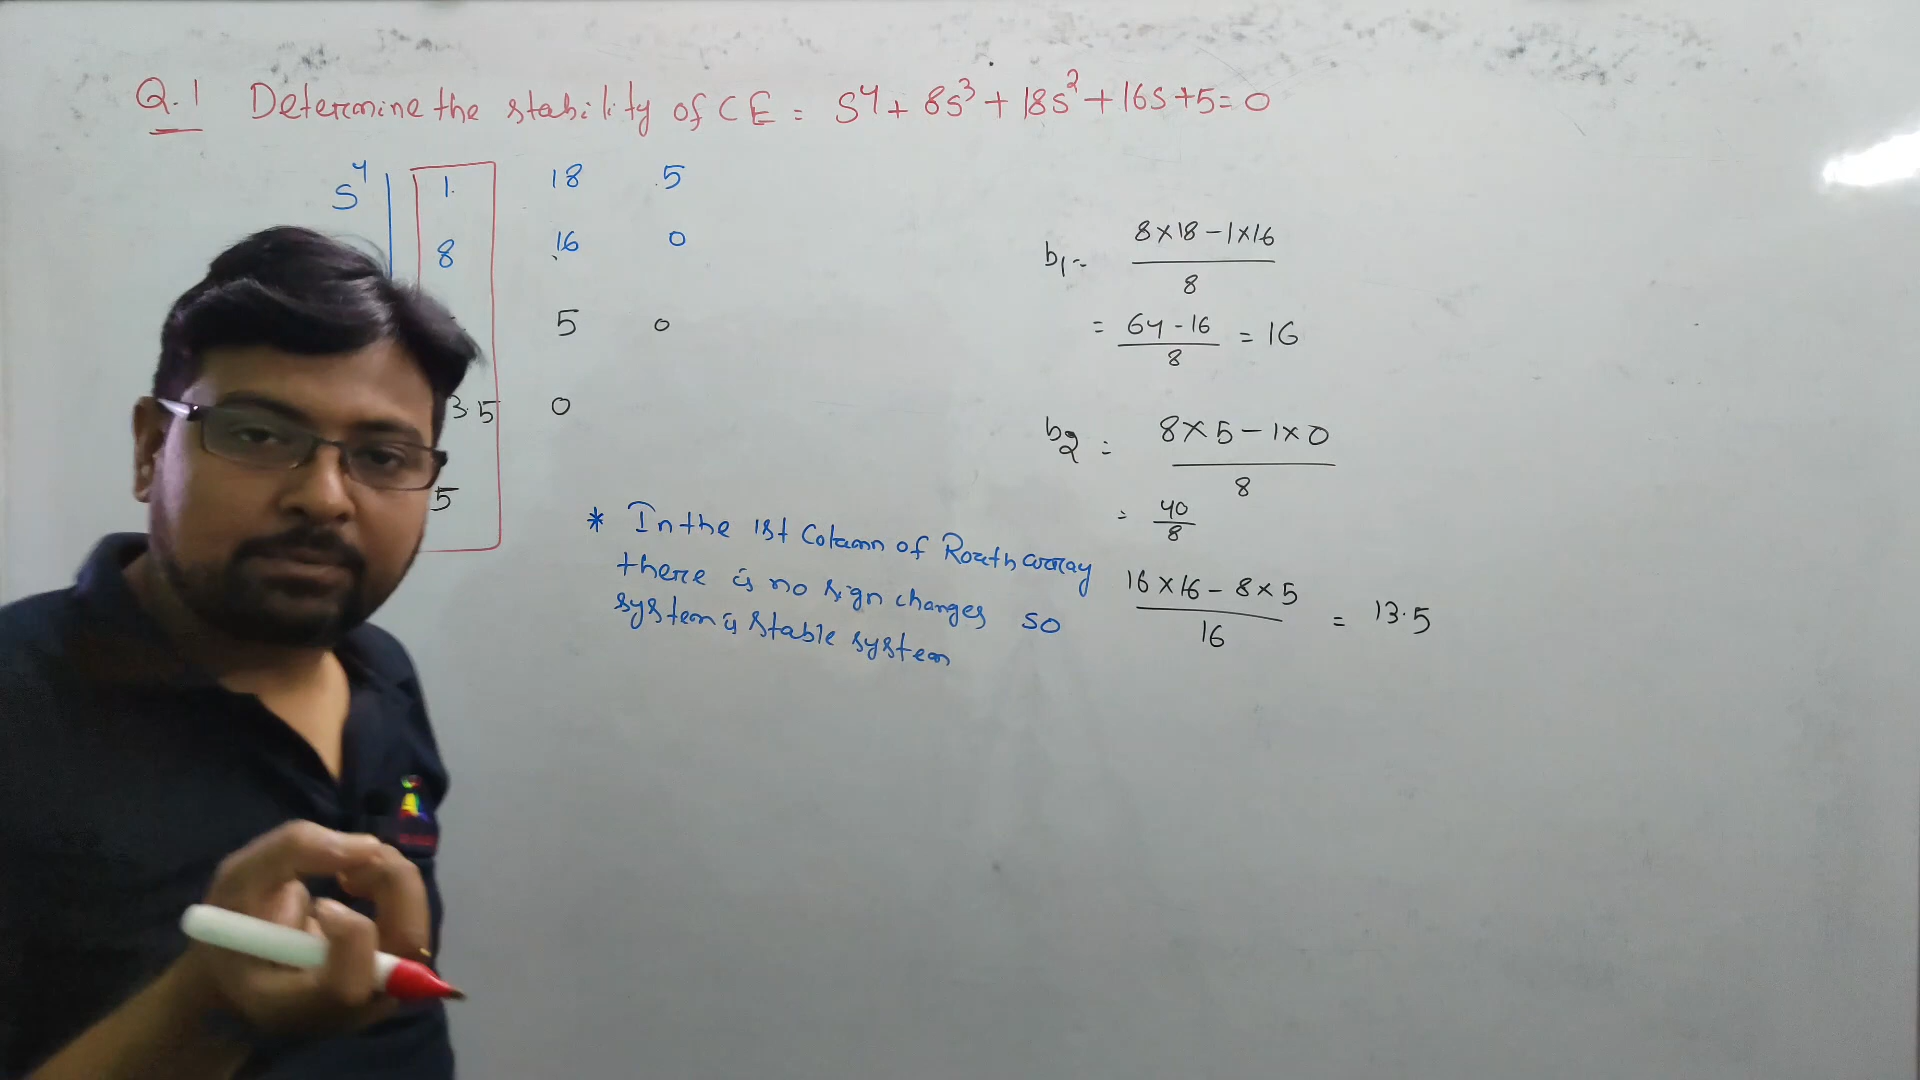 Q.1 Determine the stability of CE = S⁴ + 8s³ + 18s² + 16s + 5 = 0
S⁴ 1 18 5
8 16 0
5 0
3.5 0
5
b₁ = 8×18 - 1×16 / 8
= 64 - 16 / 8 = 16
b2 = 8×5 - 1×0 / 8
= 40 / 8
16×16 - 8×5 / 16 = 13.5
* In the 1st Column of Routh array
there is no sign changes so
system is stable system